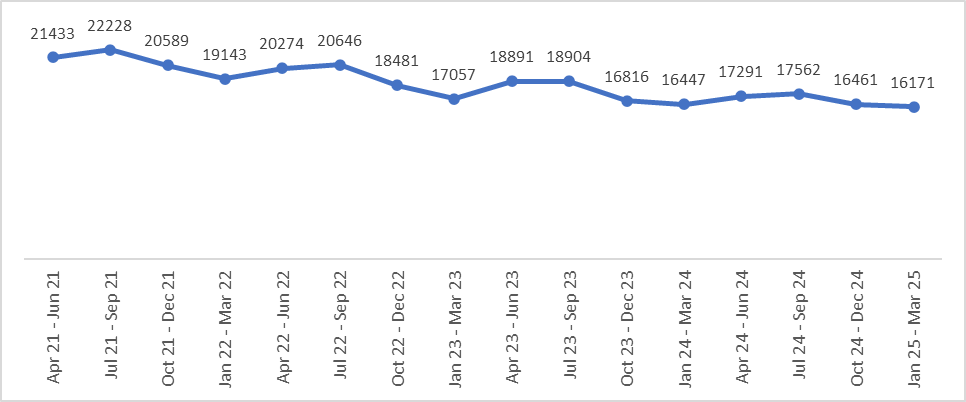 21433
22228
20589
19143
20274
20646
18481
17057
18891
18904
16816
16447
17291
17562
16461
16171
Apr 21 - Jun 21
Jul 21 - Sep 21
Oct 21 - Dec 21
Jan 22 - Mar 22
Apr 22 - Jun 22
Jul 22 - Sep 22
Oct 22 - Dec 22
Jan 23 - Mar 23
Apr 23 - Jun 23
Jul 23 - Sep 23
Oct 23 - Dec 23
Jan 24 - Mar 24
Apr 24 - Jun 24
Jul 24 - Sep 24
Oct 24 - Dec 24
Jan 25 - Mar 25